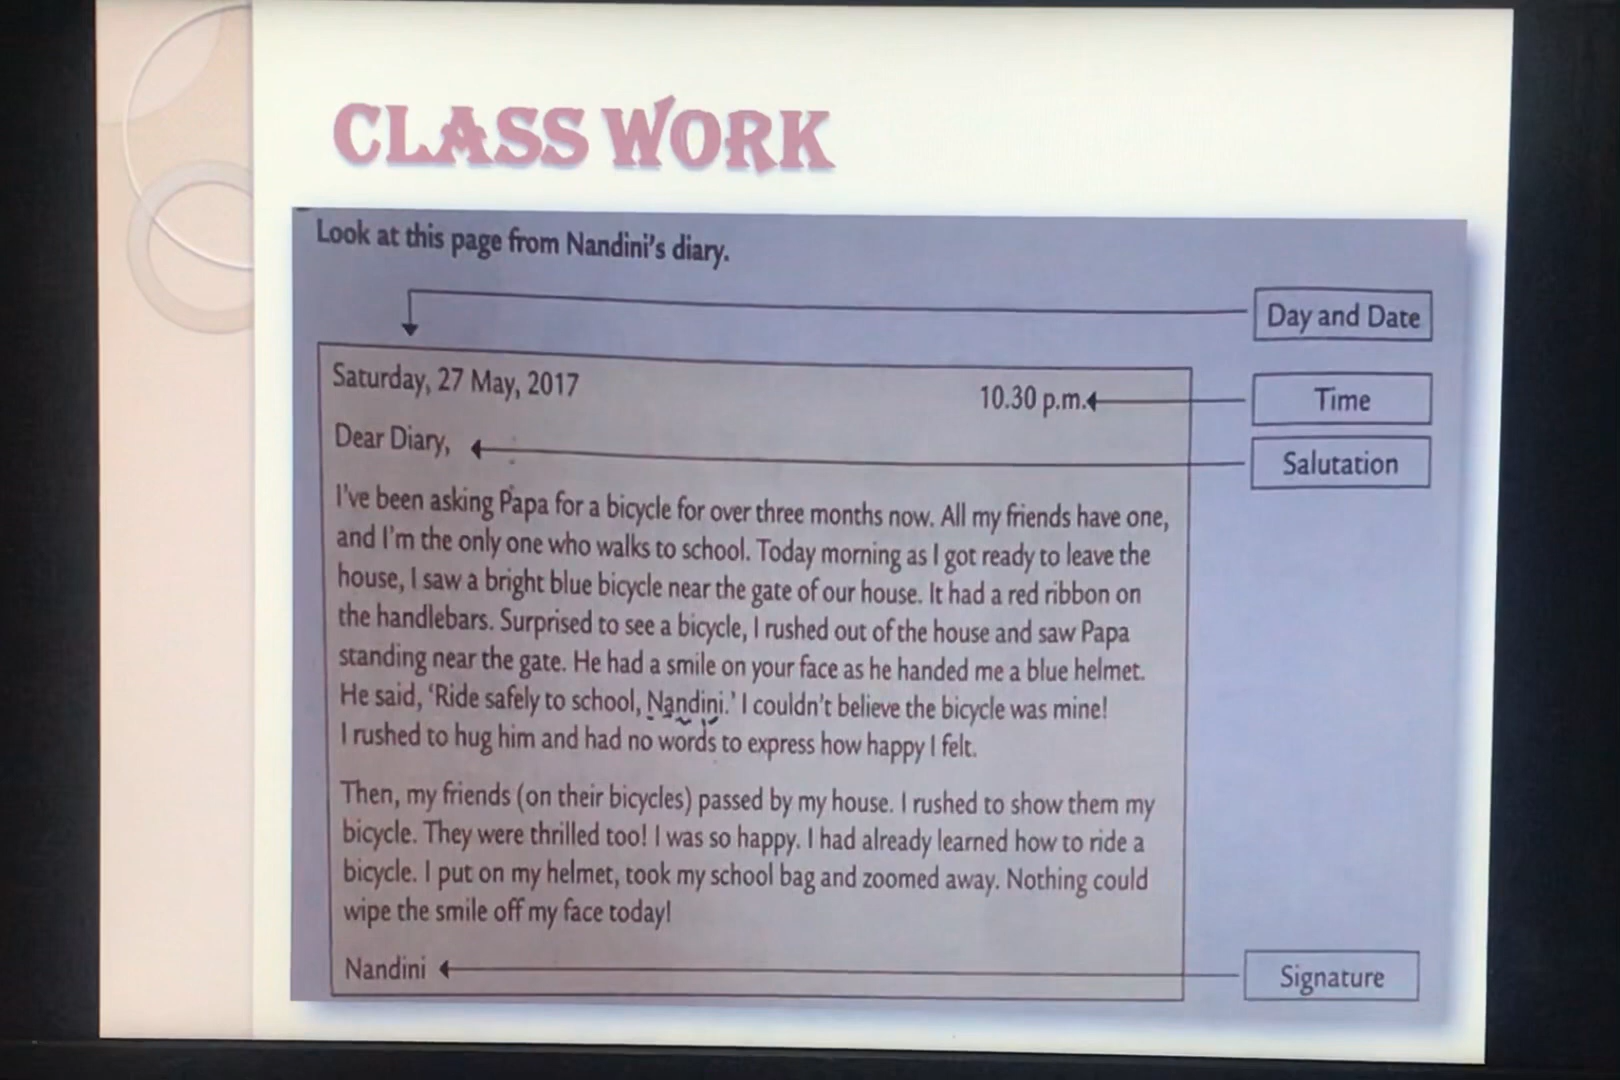 CLASS WORK
Look at this page from Nandini's diary.
Day and Date
Saturday, 27 May, 2017
10.30 p.m.
Time
Dear Diary,
Salutation
I've been asking Papa for a bicycle for over three months now. All my friends have one,
and I'm the only one who walks to school. Today morning as I got ready to leave the
house, I saw a bright blue bicycle near the gate of our house. It had a red ribbon on
the handlebars. Surprised to see a bicycle, I rushed out of the house and saw Papa
standing near the gate. He had a smile on your face as he handed me a blue helmet.
He said, ‘Ride safely to school, Nandini.’ I couldn't believe the bicycle was mine!
I rushed to hug him and had no words to express how happy I felt.
Then, my friends (on their bicycles) passed by my house. I rushed to show them my
bicycle. They were thrilled too! I was so happy. I had already learned how to ride a
bicycle. I put on my helmet, took my school bag and zoomed away. Nothing could
wipe the smile off my face today!
Nandini
Signature